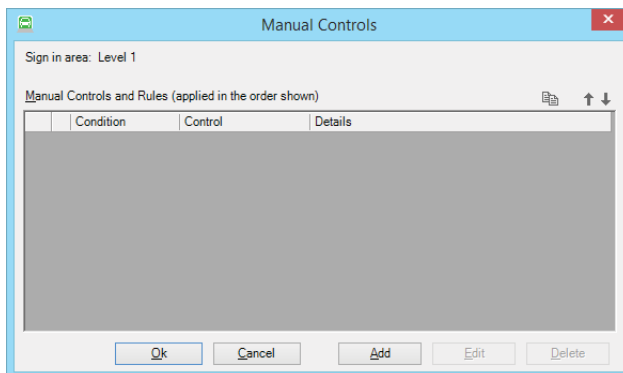 Manual Controls
Sign in area: Level 1
Manual Controls and Rules (applied in the order shown)
Condition Control Details
Ok Cancel Add Edit Delete